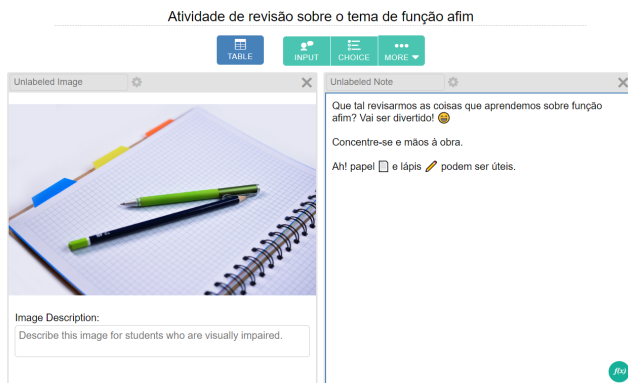 Atividade de revisão sobre o tema de função afim
TABLE
INPUT
CHOICE
MORE
Unlabeled Image
Unlabeled Note
Que tal revisarmos as coisas que aprendemos sobre função
afim? Vai ser divertido! 😄
Concentre-se e mãos à obra.
Ah! papel 📄 e lápis ✏️ podem ser úteis.
Image Description:
Describe this image for students who are visually impaired.
f(x)